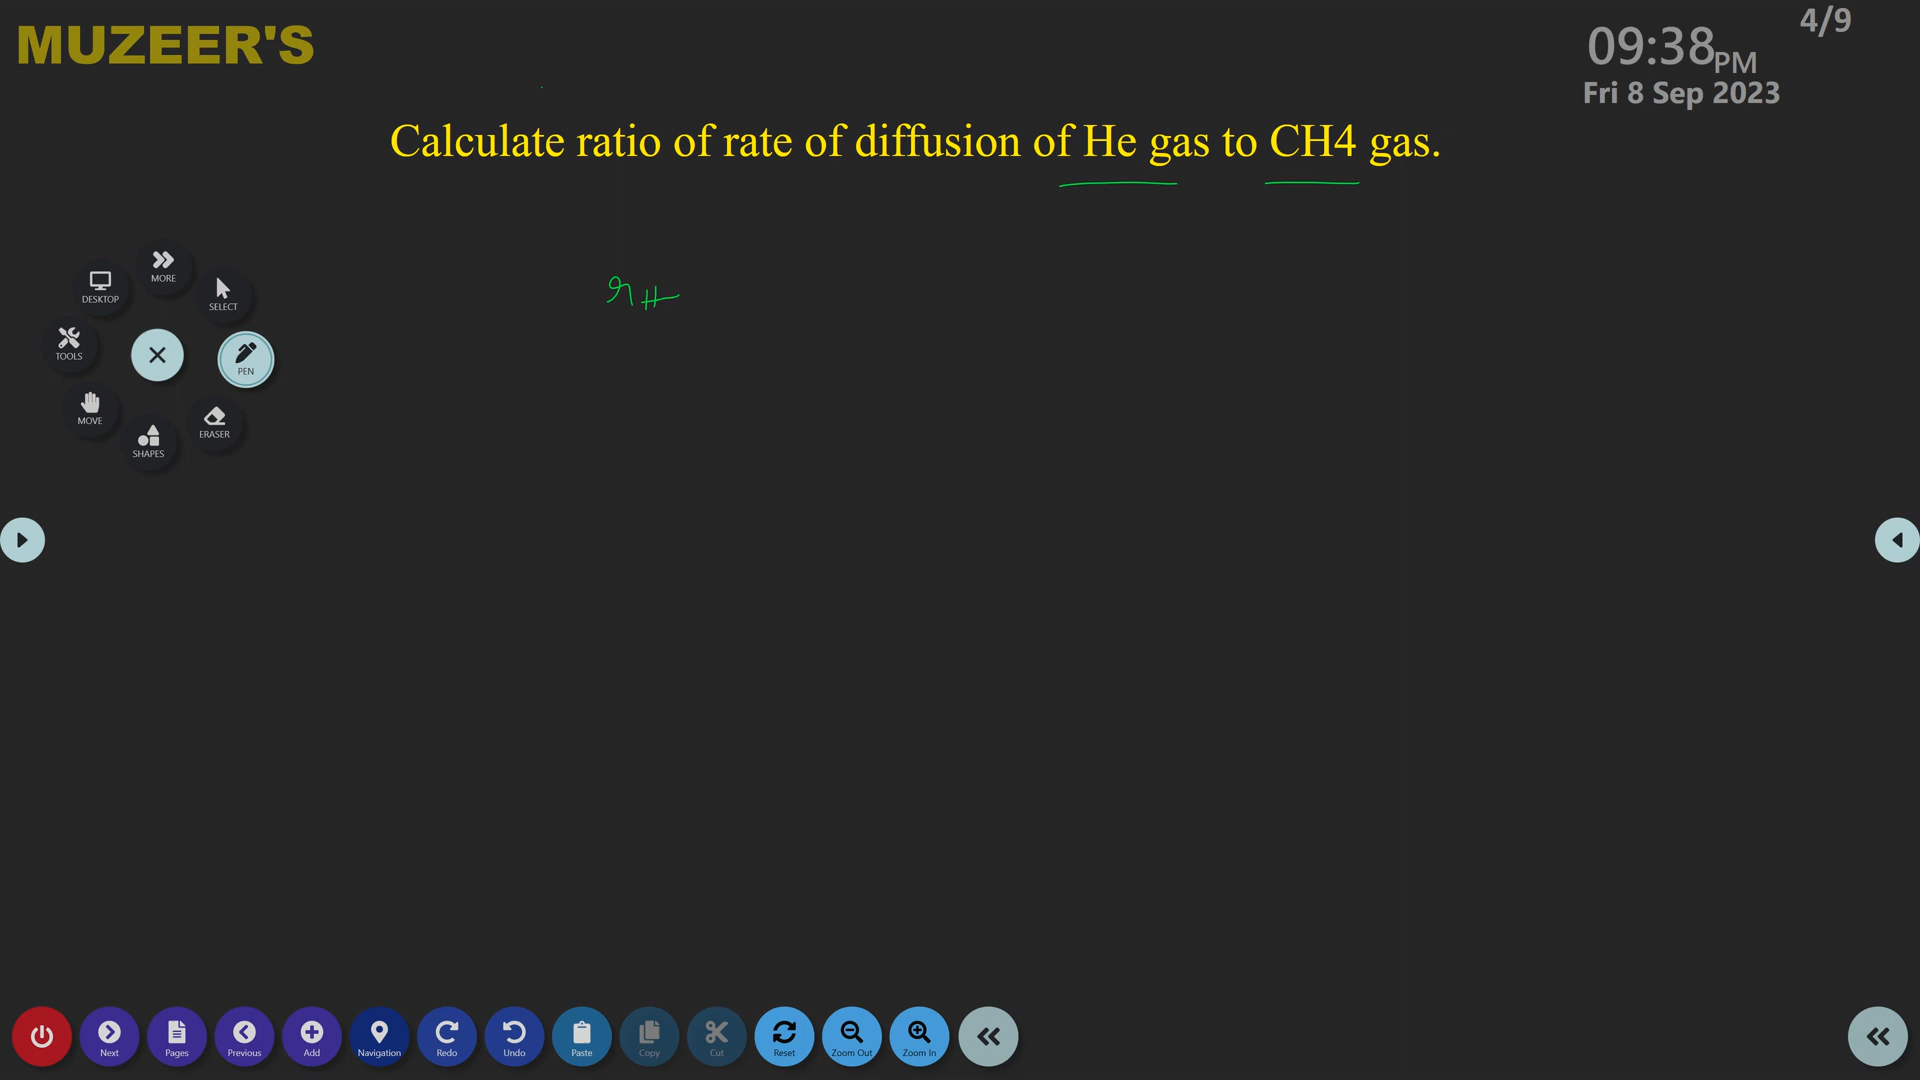 MUZEER'S
4/9
09:38PM
Fri 8 Sep 2023
Calculate ratio of rate of diffusion of He gas to CH4 gas.
MORE
DESKTOP
SELECT
TOOLS
PEN
MOVE
ERASER
SHAPES
Next Pages Previous Add Navigation Redo Undo Paste Copy Cut Reset Zoom Out Zoom In